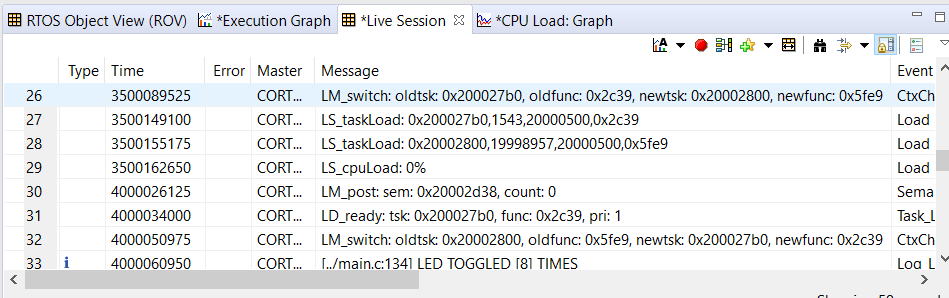 RTOS Object View (ROV) *Execution Graph *Live Session *CPU Load: Graph
Type Time Error Master Message Event
26 3500089525 CORT... LM_switch: oldtsk: 0x200027b0, oldfunc: 0x2c39, newtsk: 0x20002800, newfunc: 0x5fe9 CtxCh
27 3500149100 CORT... LS_taskLoad: 0x200027b0,1543,20000500,0x2c39 Load
28 3500155175 CORT... LS_taskLoad: 0x20002800,19998957,20000500,0x5fe9 Load
29 3500162650 CORT... LS_cpuLoad: 0% Load
30 4000026125 CORT... LM_post: sem: 0x20002d38, count: 0 Sema
31 4000034000 CORT... LD_ready: tsk: 0x200027b0, func: 0x2c39, pri: 1 Task_L
32 4000050975 CORT... LM_switch: oldtsk: 0x20002800, oldfunc: 0x5fe9, newtsk: 0x200027b0, newfunc: 0x2c39 CtxCh
33 i 4000060950 CORT... [../main.c:134] LED TOGGLED [8] TIMES Log_L